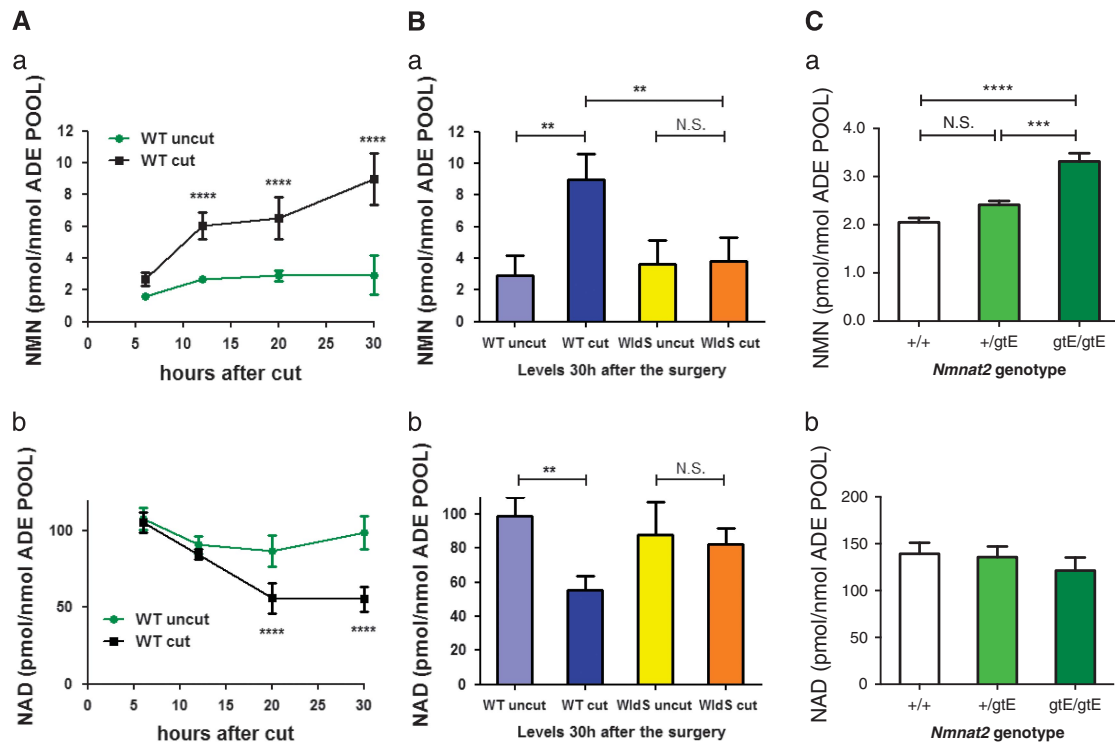 A
a
NMN (pmol/nmol ADE POOL)
12
10
8
6
4
2
0
WT uncut
WT cut
****
****
****
0 5 10 15 20 25 30
hours after cut
b
NAD (pmol/nmol ADE POOL)
100
50
0
WT uncut
WT cut
****
****
0 5 10 15 20 25 30
hours after cut
B
a
NMN (pmol/nmol ADE POOL)
12
10
8
6
4
2
0
**
**
N.S.
WT uncut WT cut WldS uncut WldS cut
Levels 30h after the surgery
b
NAD (pmol/nmol ADE POOL)
100
80
60
40
20
0
**
N.S.
WT uncut WT cut WldS uncut WldS cut
Levels 30h after the surgery
C
a
NMN (pmol/nmol ADE POOL)
4.0
3.0
2.0
1.0
0.0
****
N.S.
***
+/+ +/gtE gtE/gtE
Nmnat2 genotype
b
NAD (pmol/nmol ADE POOL)
200
150
100
50
0
+/+ +/gtE gtE/gtE
Nmnat2 genotype